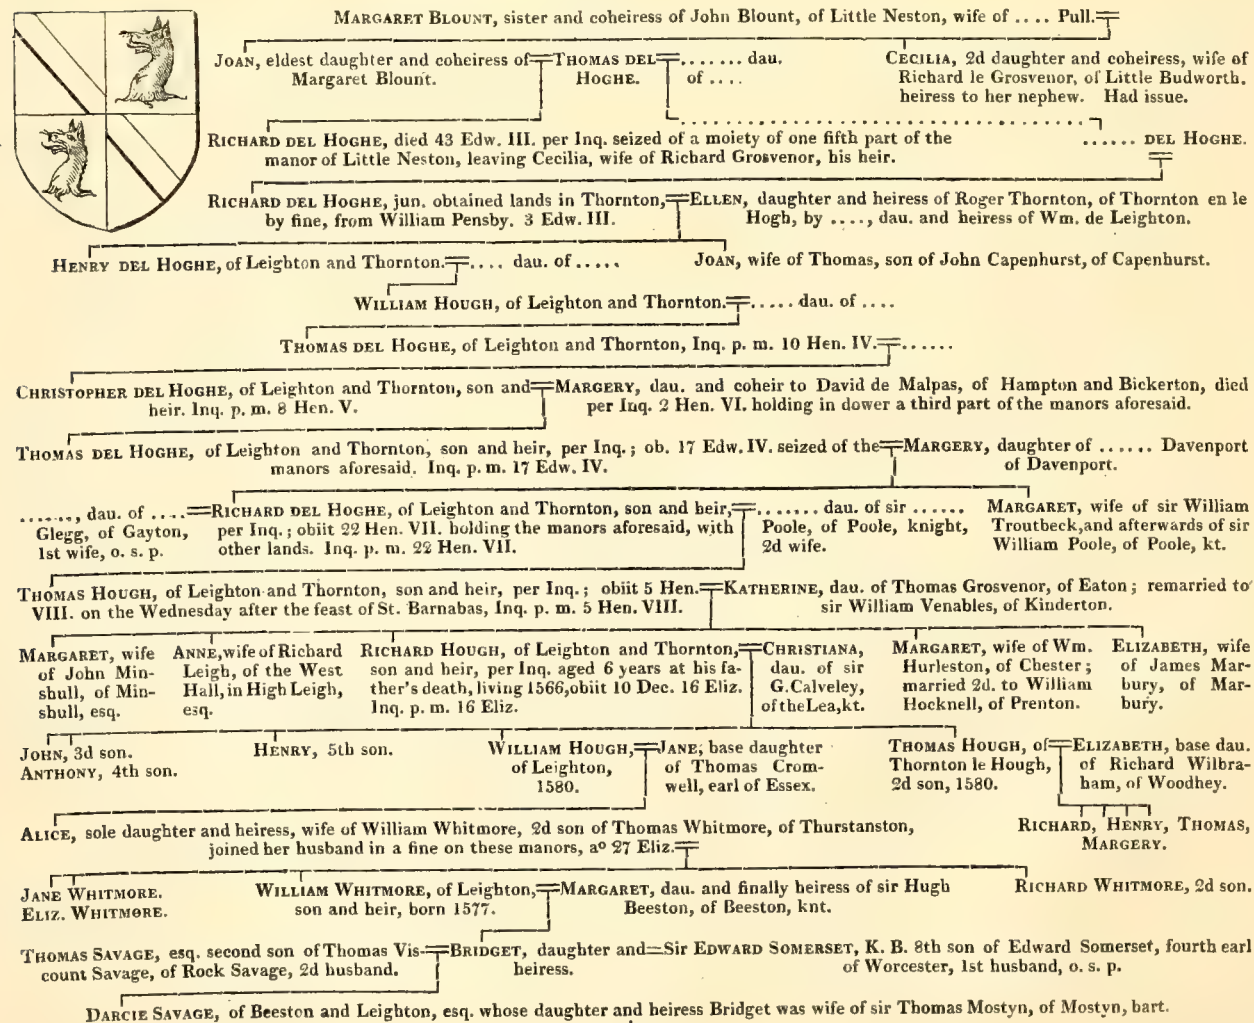 MARGARET BLOUNT, sister and coheiress of John Blount, of Little Neston, wife of .... Pull.
JOAN, eldest daughter and coheiress of
Margaret Blount.
THOMAS DEL
HOGHE.
....... dau.
of ....
CECILIA, 2d daughter and coheiress, wife of
Richard le Grosvenor, of Little Budworth.
heiress to her nephew. Had issue.
RICHARD DEL HOGHE, died 43 Edw. III. per Inq. seized of a moiety of one fifth part of the
manor of Little Neston, leaving Cecilia, wife of Richard Grosvenor, his heir.
...... DEL HOGHE.
RICHARD DEL HOGHE, jun. obtained lands in Thornton,
by fine, from William Pensby. 3 Edw. III.
ELLEN, daughter and heiress of Roger Thornton, of Thornton en le
Hogh, by ...., dau. and heiress of Wm. de Leighton.
HENRY DEL HOGHE, of Leighton and Thornton.
.... dau. of .....
JOAN, wife of Thomas, son of John Capenhurst, of Capenhurst.
WILLIAM HOUGH, of Leighton and Thornton.
..... dau. of ....
THOMAS DEL HOGHE, of Leighton and Thornton, Inq. p. m. 10 Hen. IV.
......
CHRISTOPHER DEL HOGHE, of Leighton and Thornton, son and
heir. Inq. p. m. 8 Hen. V.
MARGERY, dau. and coheir to David de Malpas, of Hampton and Bickerton, died
per Inq. 2 Hen. VI. holding in dower a third part of the manors aforesaid.
THOMAS DEL HOGHE, of Leighton and Thornton, son and heir, per Inq.; ob. 17 Edw. IV. seized of the
manors aforesaid. Inq. p. m. 17 Edw. IV.
MARGERY, daughter of ...... Davenport
of Davenport.
......., dau. of ....
Glegg, of Gayton,
1st wife, o. s. p.
RICHARD DEL HOGHE, of Leighton and Thornton, son and heir,
per Inq.; obiit 22 Hen. VII. holding the manors aforesaid, with
other lands. Inq. p. m. 22 Hen. VII.
....... dau. of sir ......
Poole, of Poole, knight,
2d wife.
MARGARET, wife of sir William
Troutbeck, and afterwards of sir
William Poole, of Poole, kt.
THOMAS HOUGH, of Leighton and Thornton, son and heir, per Inq.; obiit 5 Hen.
VIII. on the Wednesday after the feast of St. Barnabas, Inq. p. m. 5 Hen. VIII.
KATHERINE, dau. of Thomas Grosvenor, of Eaton; remarried to
sir William Venables, of Kinderton.
MARGARET, wife
of John Min-
shull, of Min-
shull, esq.
ANNE, wife of Richard
Leigh, of the West
Hall, in High Leigh,
esq.
RICHARD HOUGH, of Leighton and Thornton,
son and heir, per Inq. aged 6 years at his fa-
ther's death, living 1566, obiit 10 Dec. 16 Eliz.
Inq. p. m. 16 Eliz.
CHRISTIANA,
dau. of sir
G. Calveley,
of the Lea, kt.
MARGARET, wife of Wm.
Hurleston, of Chester;
married 2d. to William
Hocknell, of Prenton.
ELIZABETH, wife
of James Mar-
bury, of Mar-
bury.
JOHN, 3d son.
ANTHONY, 4th son.
HENRY, 5th son.
WILLIAM HOUGH,
of Leighton,
1580.
JANE, base daughter
of Thomas Crom-
well, earl of Essex.
THOMAS HOUGH, of
Thornton le Hough,
2d son, 1580.
ELIZABETH, base dau.
of Richard Wilbra-
ham, of Woodhey.
ALICE, sole daughter and heiress, wife of William Whitmore, 2d son of Thomas Whitmore, of Thurstanston,
joined her husband in a fine on these manors, aº 27 Eliz.
RICHARD, HENRY, THOMAS,
MARGERY.
JANE WHITMORE.
ELIZ. WHITMORE.
WILLIAM WHITMORE, of Leighton,
son and heir, born 1577.
MARGARET, dau. and finally heiress of sir Hugh
Beeston, of Beeston, knt.
RICHARD WHITMORE, 2d son.
THOMAS SAVAGE, esq. second son of Thomas Vis-
count Savage, of Rock Savage, 2d husband.
BRIDGET, daughter and
heiress.
Sir EDWARD SOMERSET, K. B. 8th son of Edward Somerset, fourth earl
of Worcester, 1st husband, o. s. p.
DARCIE SAVAGE, of Beeston and Leighton, esq. whose daughter and heiress Bridget was wife of sir Thomas Mostyn, of Mostyn, bart.